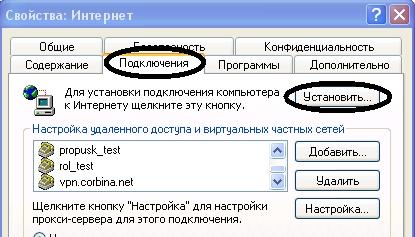 Свойства: Интернет
Общие
Безопасность
Конфиденциальность
Содержание
Подключения
Программы
Дополнительно
Для установки подключения компьютера
к Интернету щелкните эту кнопку.
Установить...
Настройка удаленного доступа и виртуальных частных сетей
propusk_test
rol_test
vpn.corbina.net
Добавить...
Удалить
Щелкните кнопку "Настройка" для настройки
прокси-сервера для этого подключения.
Настройка...